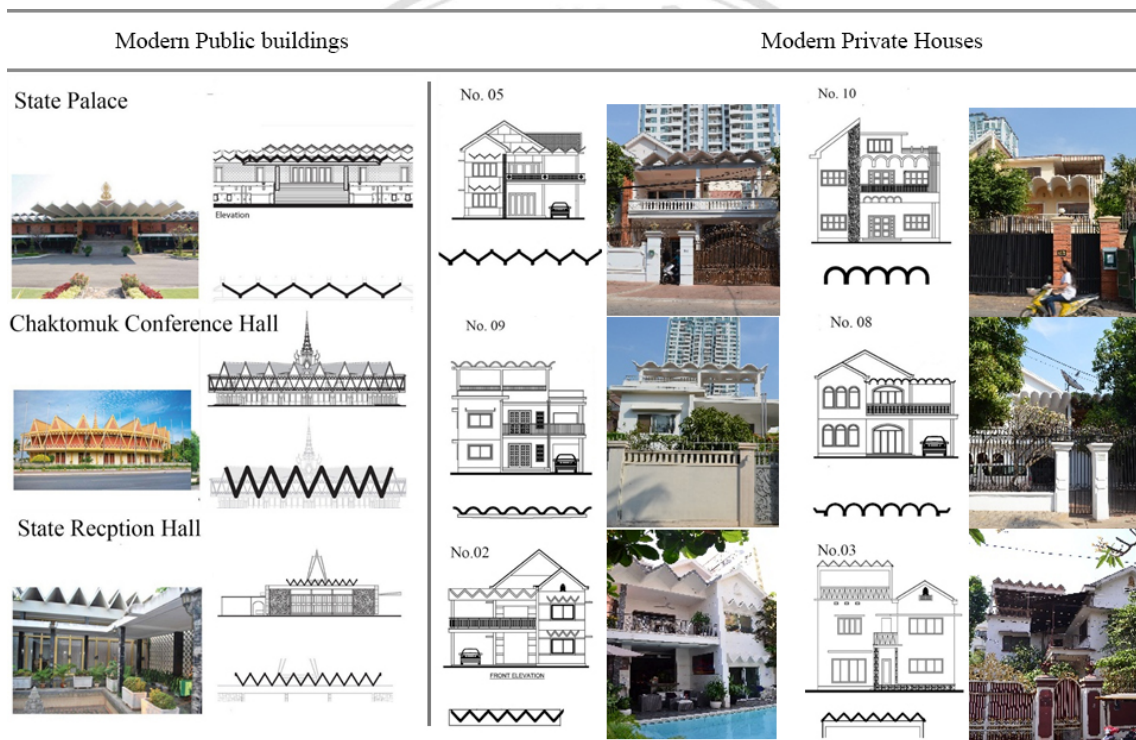 Modern Public buildings
Modern Private Houses
State Palace
Elevation
Chaktomuk Conference Hall
State Recption Hall
No. 05
No. 10
No. 09
No. 08
No.02
FRONT ELEVATION
No.03